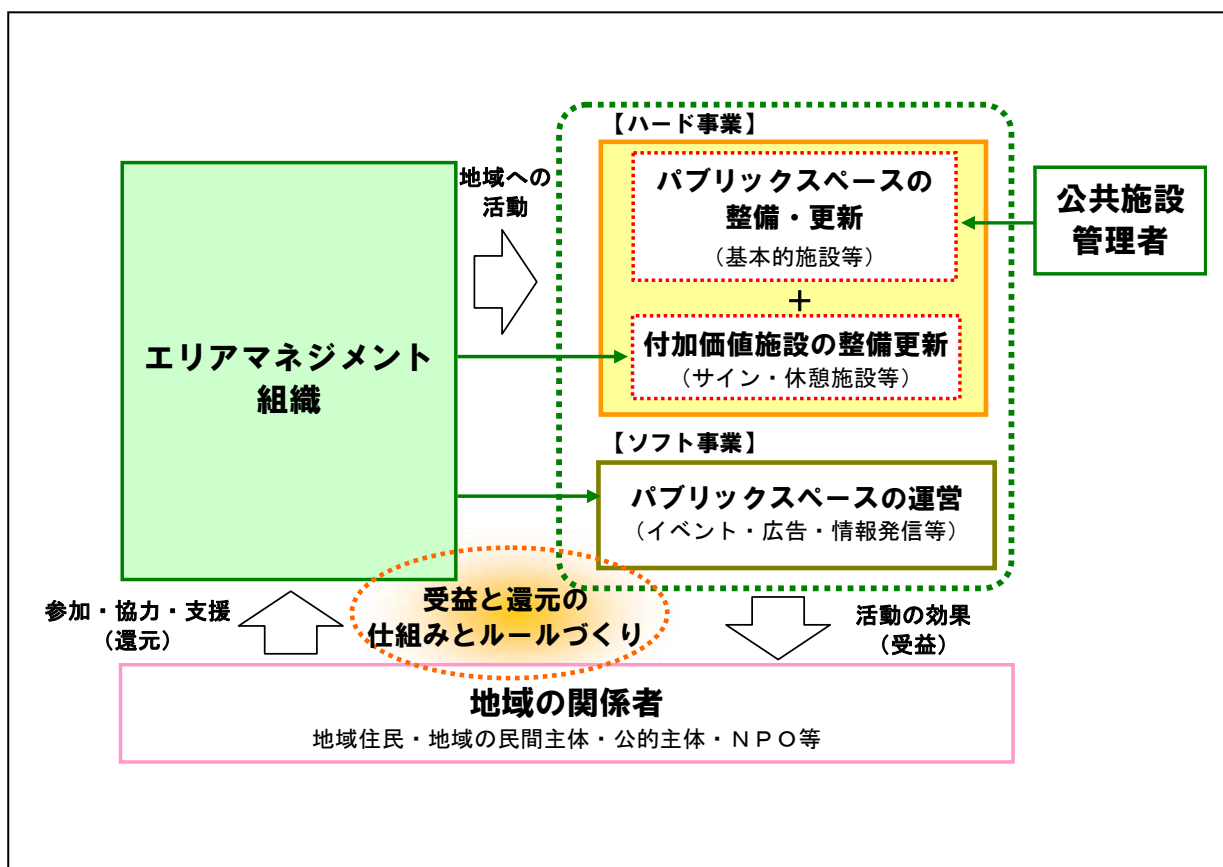 【ハード事業】
地域への
活動
パブリックスペースの
整備・更新
（基本的施設等）
公共施設
管理者
＋
エリアマネジメント
組織
付加価値施設の整備更新
（サイン・休憩施設等）
【ソフト事業】
パブリックスペースの運営
（イベント・広告・情報発信等）
参加・協力・支援
（還元）
受益と還元の
仕組みとルールづくり
活動の効果
（受益）
地域の関係者
地域住民・地域の民間主体・公的主体・ＮＰＯ等